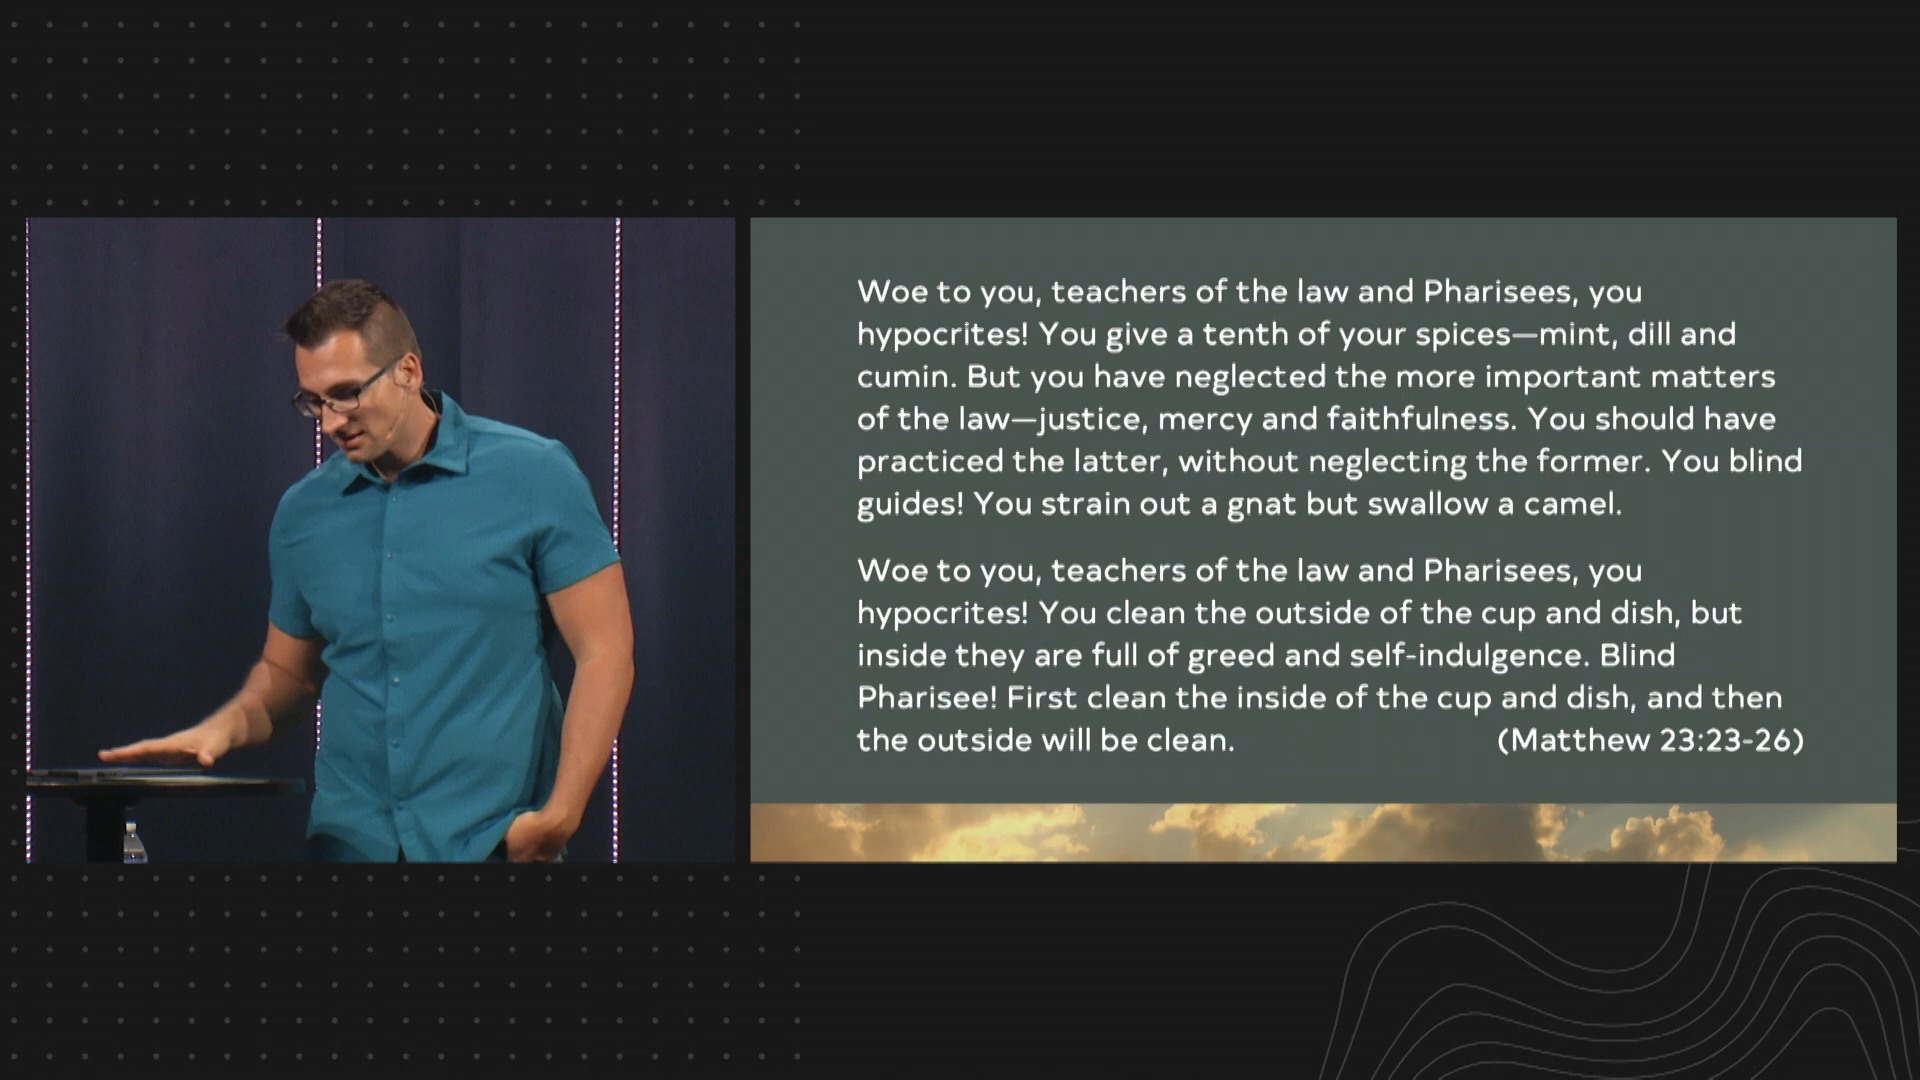 Woe to you, teachers of the law and Pharisees, you
hypocrites! You give a tenth of your spices—mint, dill and
cumin. But you have neglected the more important matters
of the law—justice, mercy and faithfulness. You should have
practiced the latter, without neglecting the former. You blind
guides! You strain out a gnat but swallow a camel.
Woe to you, teachers of the law and Pharisees, you
hypocrites! You clean the outside of the cup and dish, but
inside they are full of greed and self-indulgence. Blind
Pharisee! First clean the inside of the cup and dish, and then
the outside will be clean. (Matthew 23:23-26)